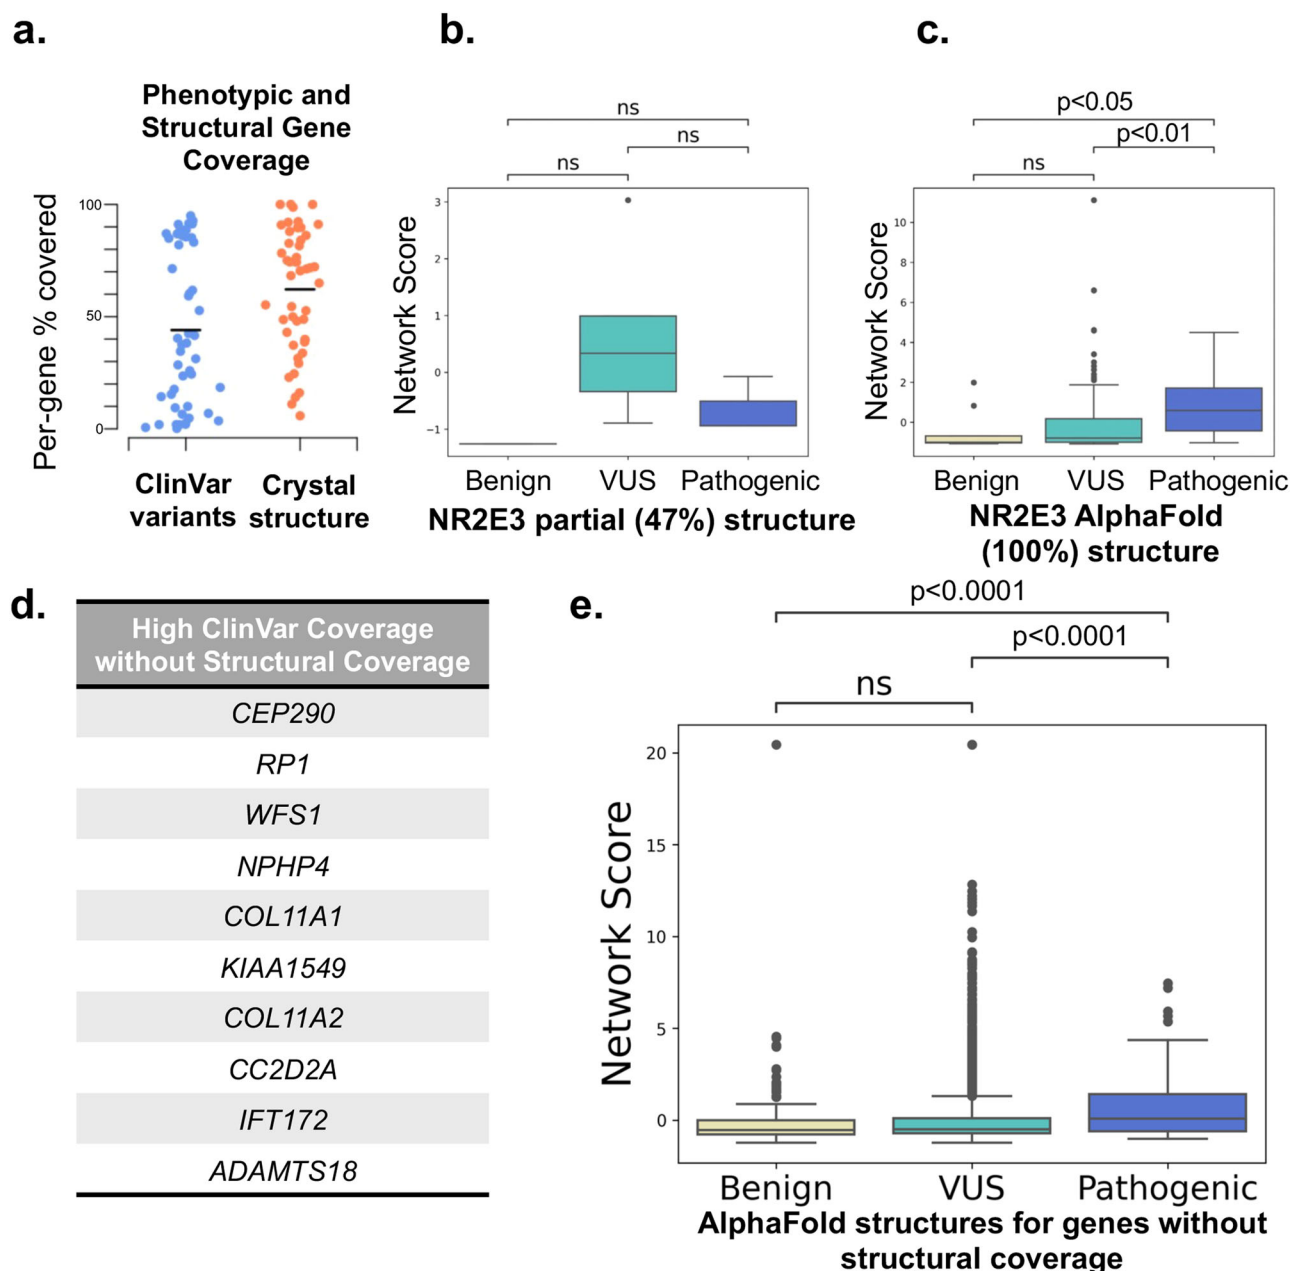 a.
Phenotypic and
Structural Gene
Coverage
Per-gene % covered
100
50
0
ClinVar
variants
Crystal
structure
b.
ns
ns
ns
Network Score
3
2
1
0
−1
Benign
VUS
Pathogenic
NR2E3 partial (47%) structure
c.
p<0.05
p<0.01
ns
Network Score
10
8
6
4
2
0
Benign
VUS
Pathogenic
NR2E3 AlphaFold
(100%) structure
d.
High ClinVar Coverage
without Structural Coverage
CEP290
RP1
WFS1
NPHP4
COL11A1
KIAA1549
COL11A2
CC2D2A
IFT172
ADAMTS18
e.
p<0.0001
p<0.0001
ns
Network Score
20
15
10
5
0
Benign
VUS
Pathogenic
AlphaFold structures for genes without
structural coverage